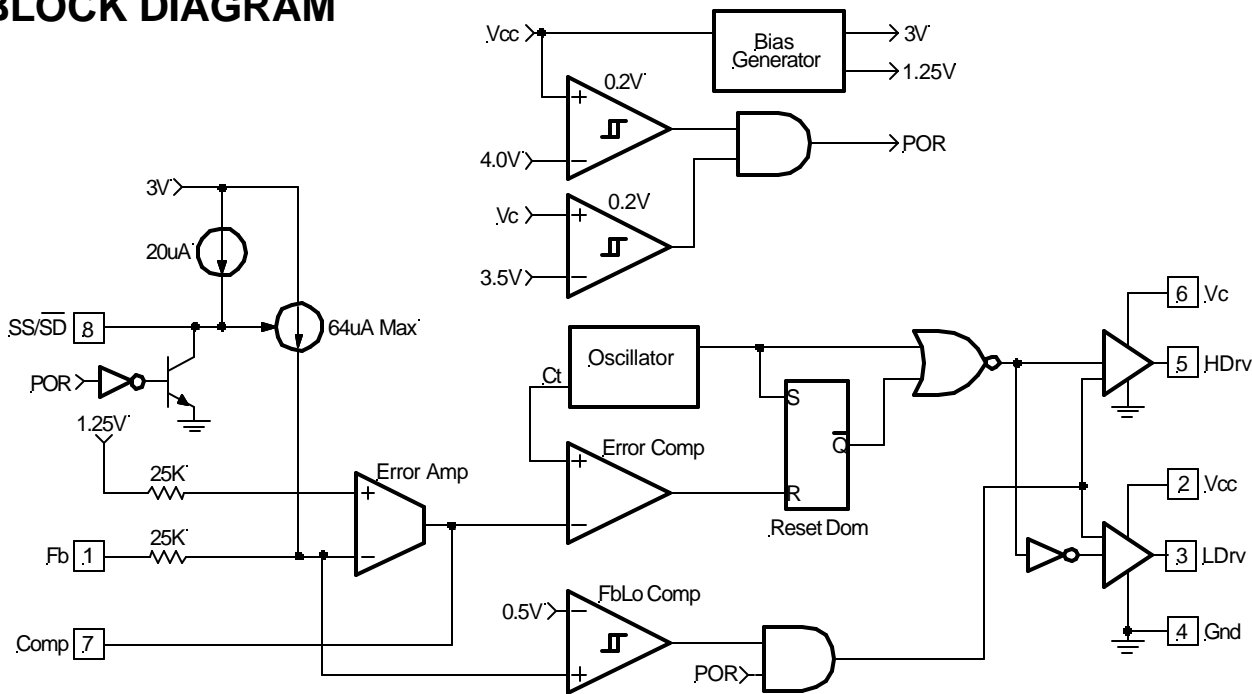 BLOCK DIAGRAM
Vcc
Bias
Generator
3V
1.25V
0.2V
+
4.0V
−
POR
3V
Vc
0.2V
+
20uA
3.5V
−
6 Vc
SS/SD 8
64uA Max
Oscillator
5 HDrv
POR
Ct
S
1.25V
Error Comp
Q
+
25K
Error Amp
+
R
2 Vcc
−
Reset Dom
25K
Fb 1
−
3 LDrv
FbLo Comp
0.5V
−
4 Gnd
Comp 7
+
POR